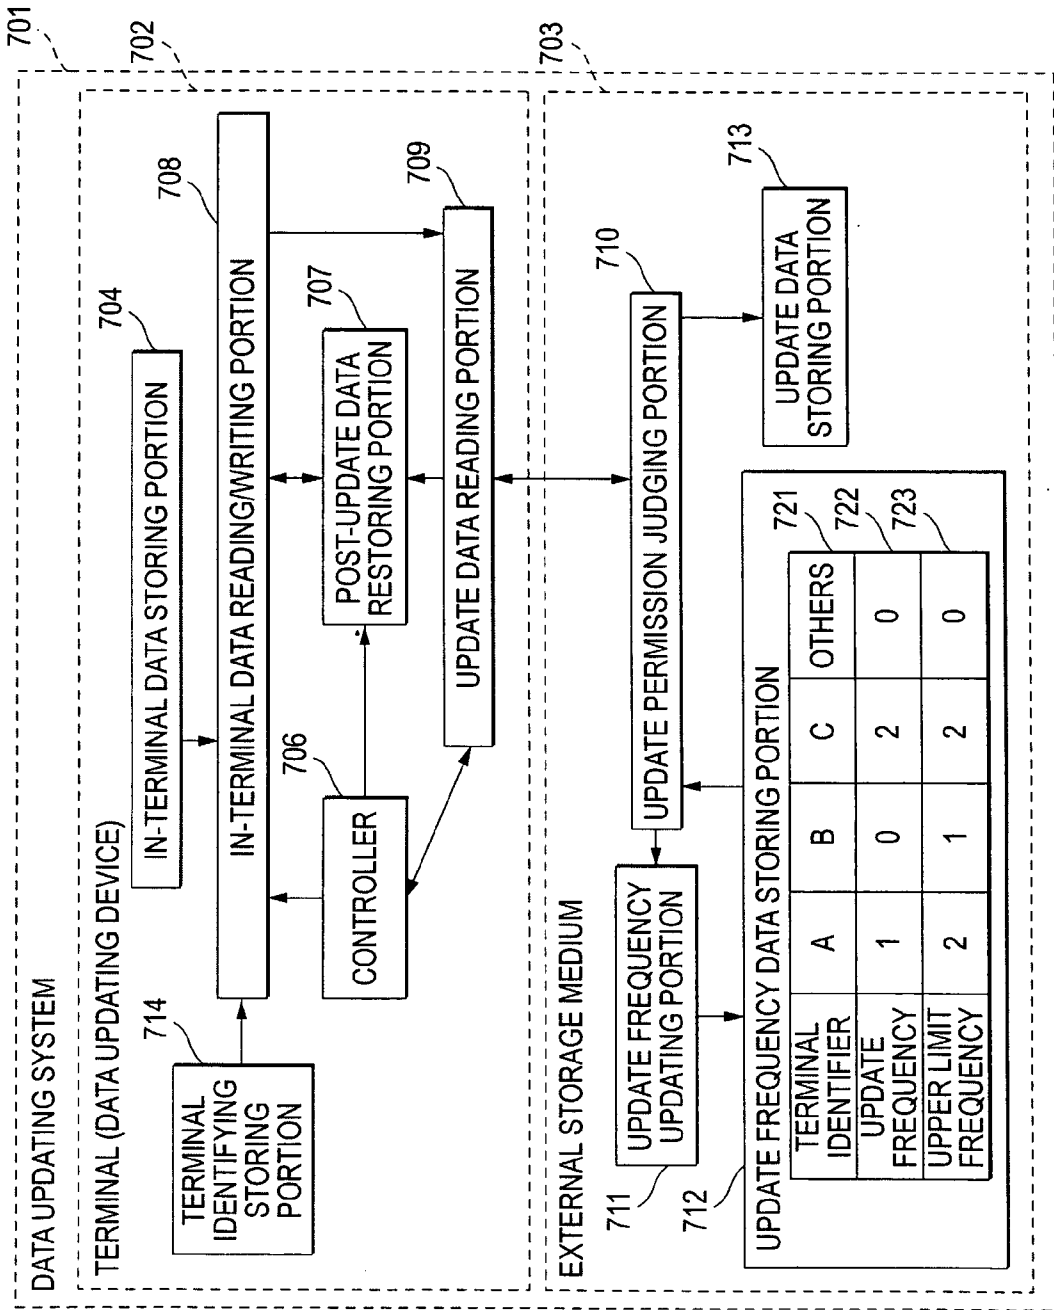 701
DATA UPDATING SYSTEM
702
TERMINAL (DATA UPDATING DEVICE)
704
IN-TERMINAL DATA STORING PORTION
714
TERMINAL
IDENTIFYING
STORING
PORTION
708
IN-TERMINAL DATA READING/WRITING PORTION
706
CONTROLLER
707
POST-UPDATE DATA
RESTORING PORTION
709
UPDATE DATA READING PORTION
703
EXTERNAL STORAGE MEDIUM
710
UPDATE PERMISSION JUDGING PORTION
711
UPDATE FREQUENCY
UPDATING PORTION
713
UPDATE DATA
STORING PORTION
712
UPDATE FREQUENCY DATA STORING PORTION
721
TERMINAL
IDENTIFIER
A B C OTHERS
722
UPDATE
FREQUENCY
1 0 2 0
723
UPPER LIMIT
FREQUENCY
2 1 2 0